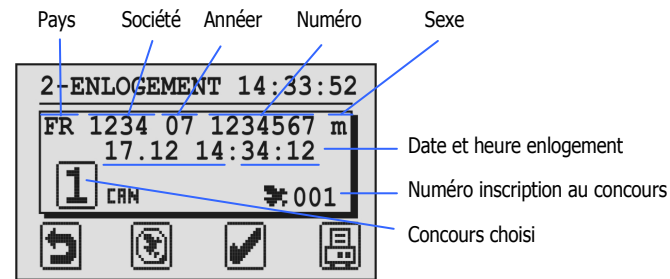 Pays Société Annéer Numéro Sexe
2-ENLOGEMENT 14:33:52
FR 1234 07 1234567 m
17.12 14:34:12
Date et heure enlogement
1 CAN 001
Numéro inscription au concours
Concours choisi